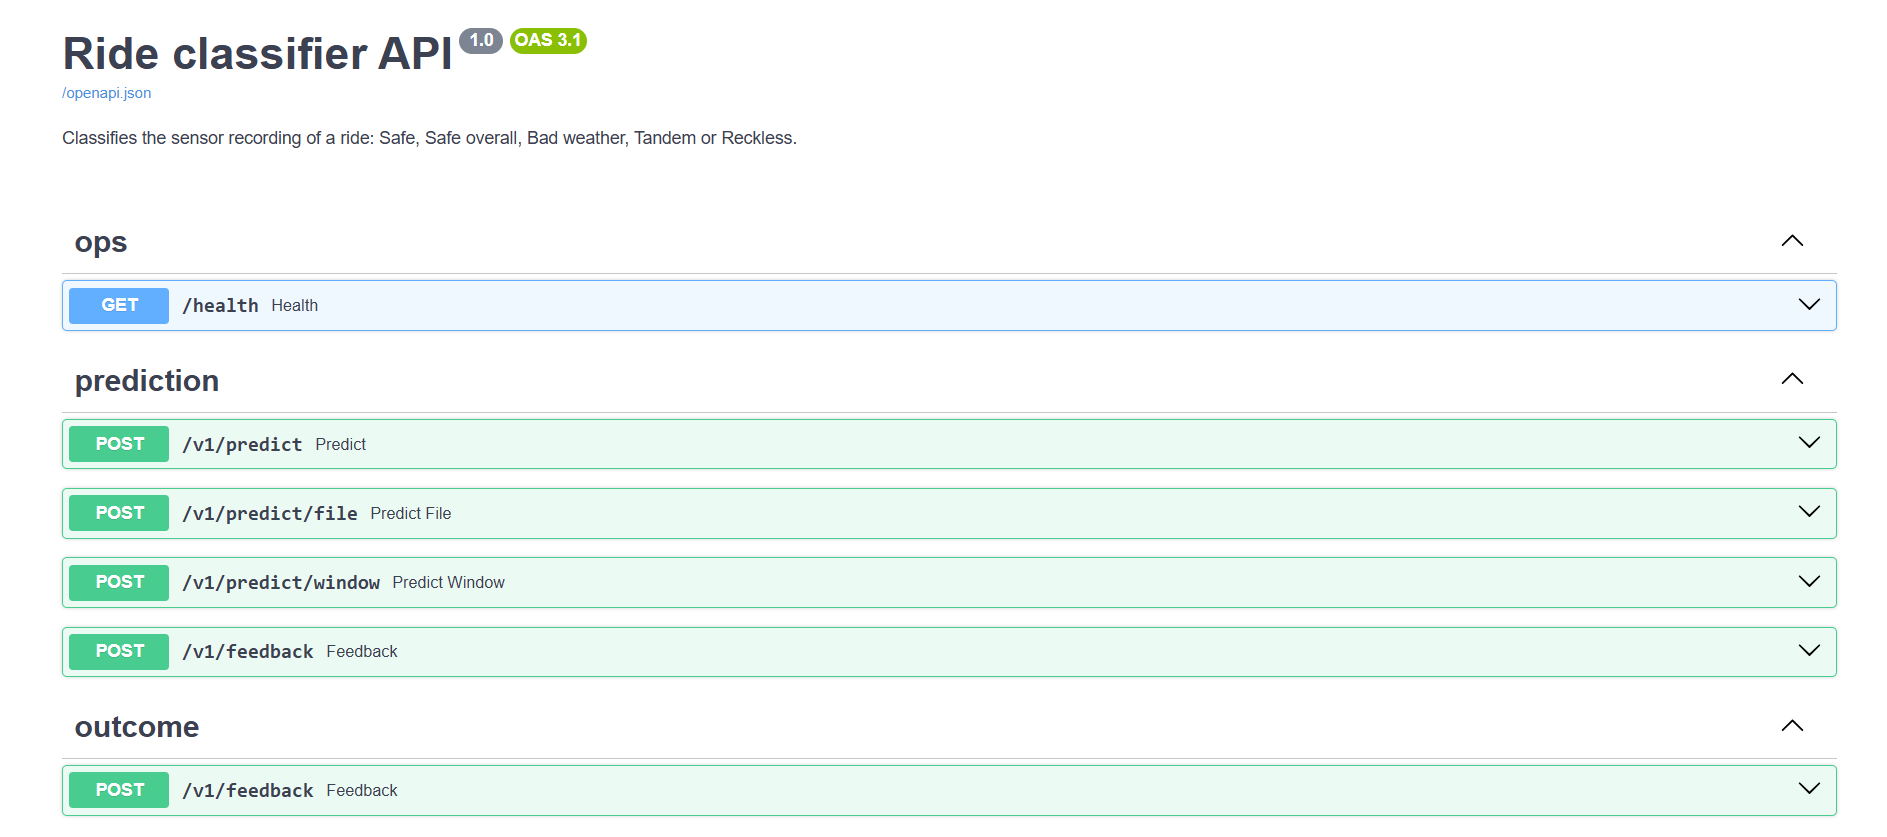 Ride classifier API 1.0 OAS 3.1
/openapi.json
Classifies the sensor recording of a ride: Safe, Safe overall, Bad weather, Tandem or Reckless.
ops
GET /health Health
prediction
POST /v1/predict Predict
POST /v1/predict/file Predict File
POST /v1/predict/window Predict Window
POST /v1/feedback Feedback
outcome
POST /v1/feedback Feedback